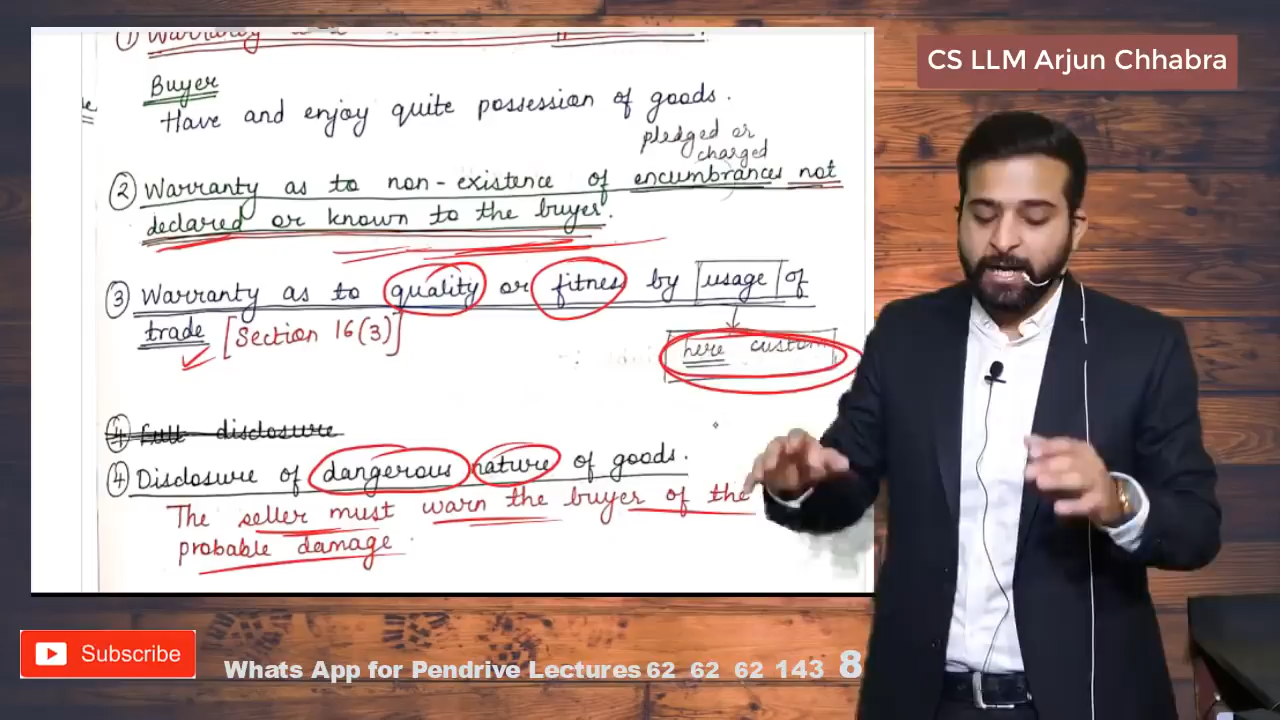 ① Warranty
Buyer
Have and enjoy quite possession of goods.
pledged or
charged
② Warranty as to non-existence of encumbrances not
declared or known to the buyer.
③ Warranty as to quality or fitness by usage of
trade [Section 16(3)]
here custom
④ Full disclosure
④ Disclosure of dangerous nature of goods.
The seller must warn the buyer of the
probable damage
CS LLM Arjun Chhabra
Subscribe
Whats App for Pendrive Lectures 62 62 62 143 8